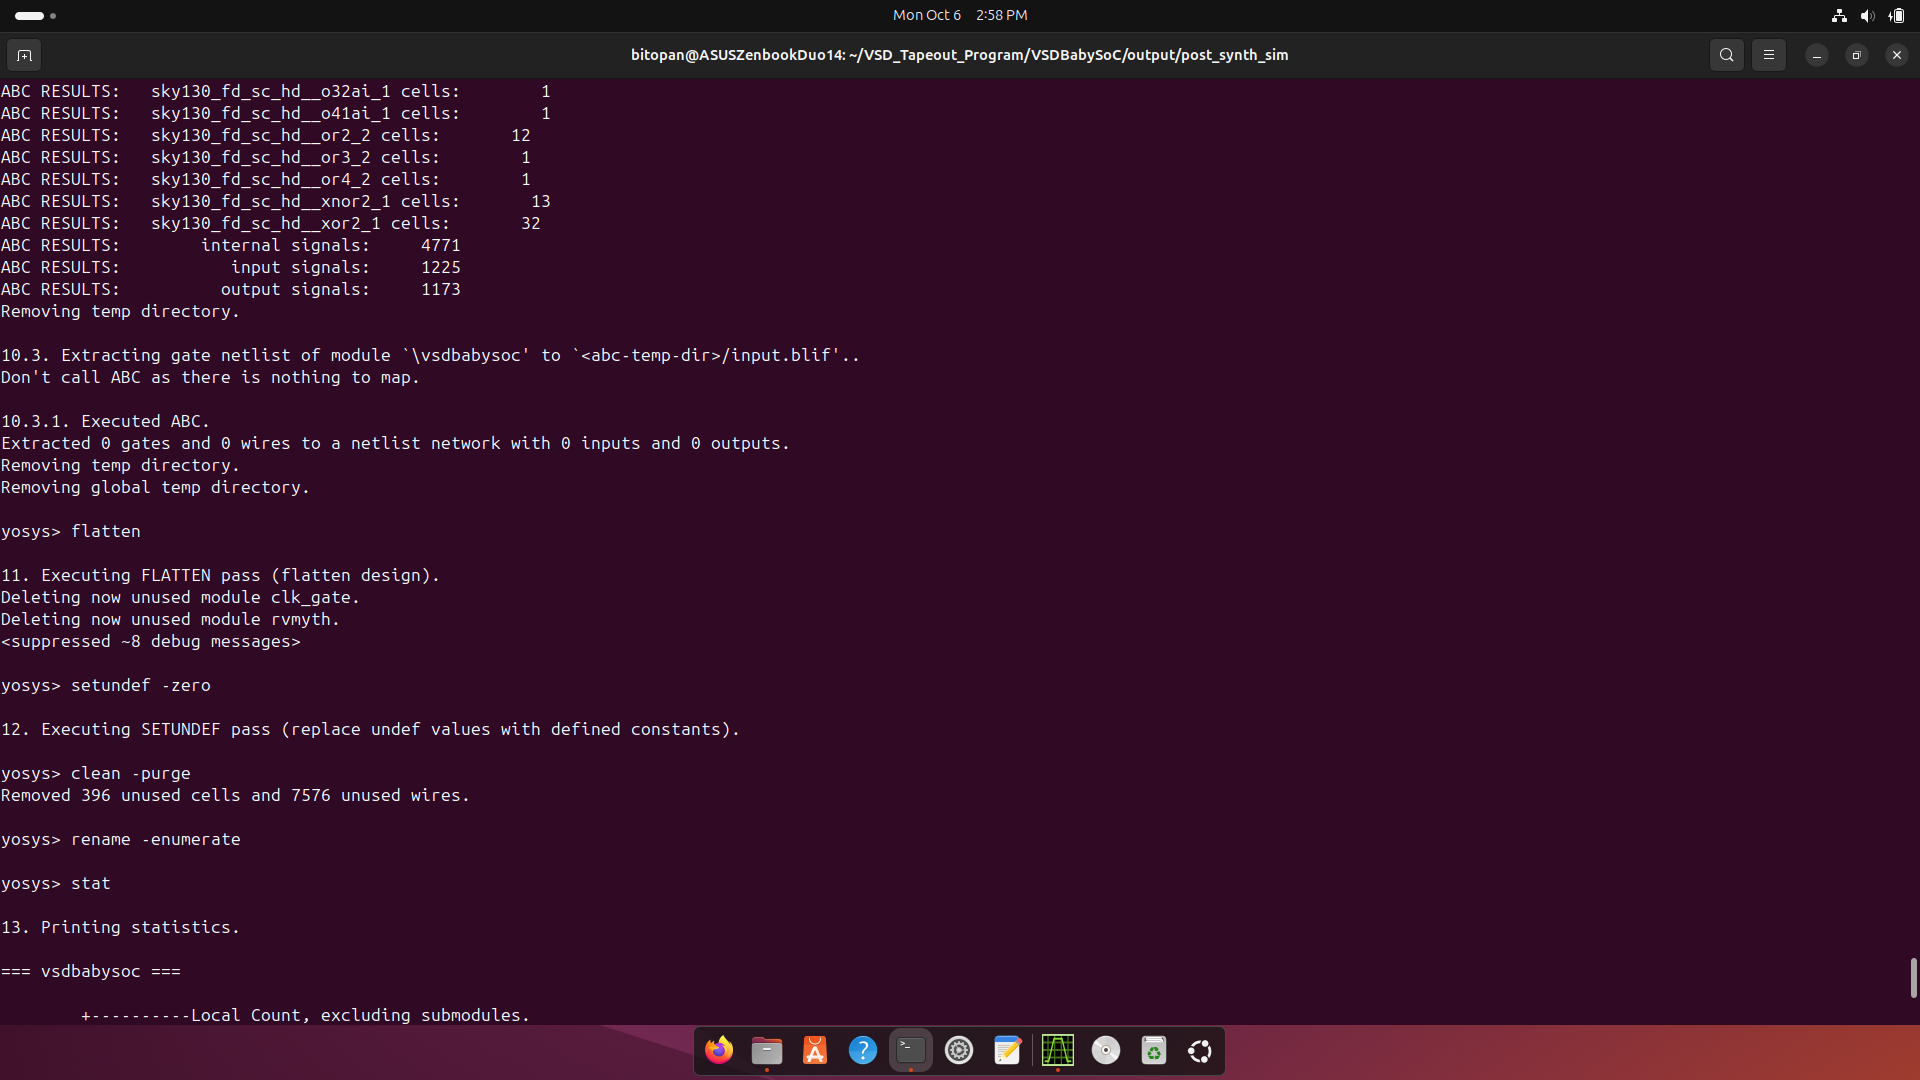 Mon Oct 6 2:58 PM
bitopan@ASUSZenbookDuo14: ~/VSD_Tapeout_Program/VSDBabySoC/output/post_synth_sim
ABC RESULTS:   sky130_fd_sc_hd__o32ai_1 cells:        1
ABC RESULTS:   sky130_fd_sc_hd__o41ai_1 cells:        1
ABC RESULTS:   sky130_fd_sc_hd__or2_2 cells:       12
ABC RESULTS:   sky130_fd_sc_hd__or3_2 cells:        1
ABC RESULTS:   sky130_fd_sc_hd__or4_2 cells:        1
ABC RESULTS:   sky130_fd_sc_hd__xnor2_1 cells:       13
ABC RESULTS:   sky130_fd_sc_hd__xor2_1 cells:       32
ABC RESULTS:        internal signals:     4771
ABC RESULTS:           input signals:     1225
ABC RESULTS:          output signals:     1173
Removing temp directory.
10.3. Extracting gate netlist of module `\vsdbabysoc' to `<abc-temp-dir>/input.blif'..
Don't call ABC as there is nothing to map.
10.3.1. Executed ABC.
Extracted 0 gates and 0 wires to a netlist network with 0 inputs and 0 outputs.
Removing temp directory.
Removing global temp directory.
yosys> flatten
11. Executing FLATTEN pass (flatten design).
Deleting now unused module clk_gate.
Deleting now unused module rvmyth.
<suppressed ~8 debug messages>
yosys> setundef -zero
12. Executing SETUNDEF pass (replace undef values with defined constants).
yosys> clean -purge
Removed 396 unused cells and 7576 unused wires.
yosys> rename -enumerate
yosys> stat
13. Printing statistics.
=== vsdbabysoc ===
+----------Local Count, excluding submodules.